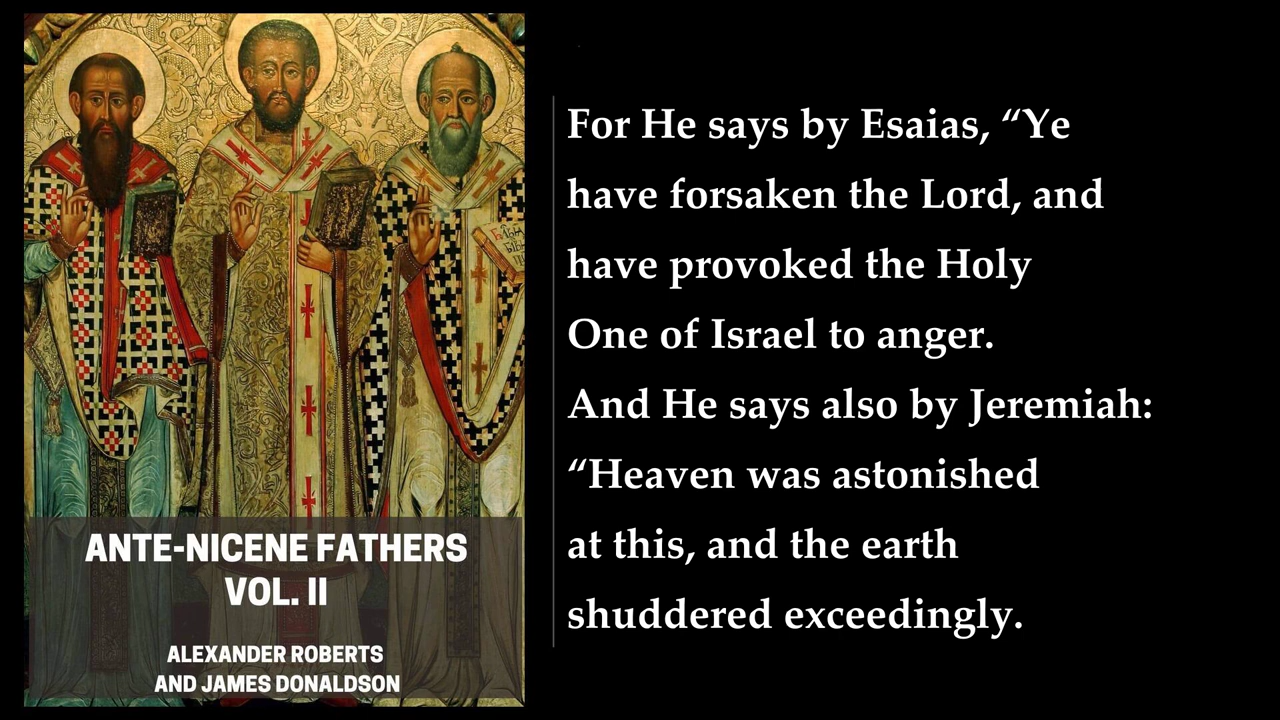 ANTE-NICENE FATHERS
VOL. II
ALEXANDER ROBERTS
AND JAMES DONALDSON
For He says by Esaias, “Ye
have forsaken the Lord, and
have provoked the Holy
One of Israel to anger.
And He says also by Jeremiah:
“Heaven was astonished
at this, and the earth
shuddered exceedingly.